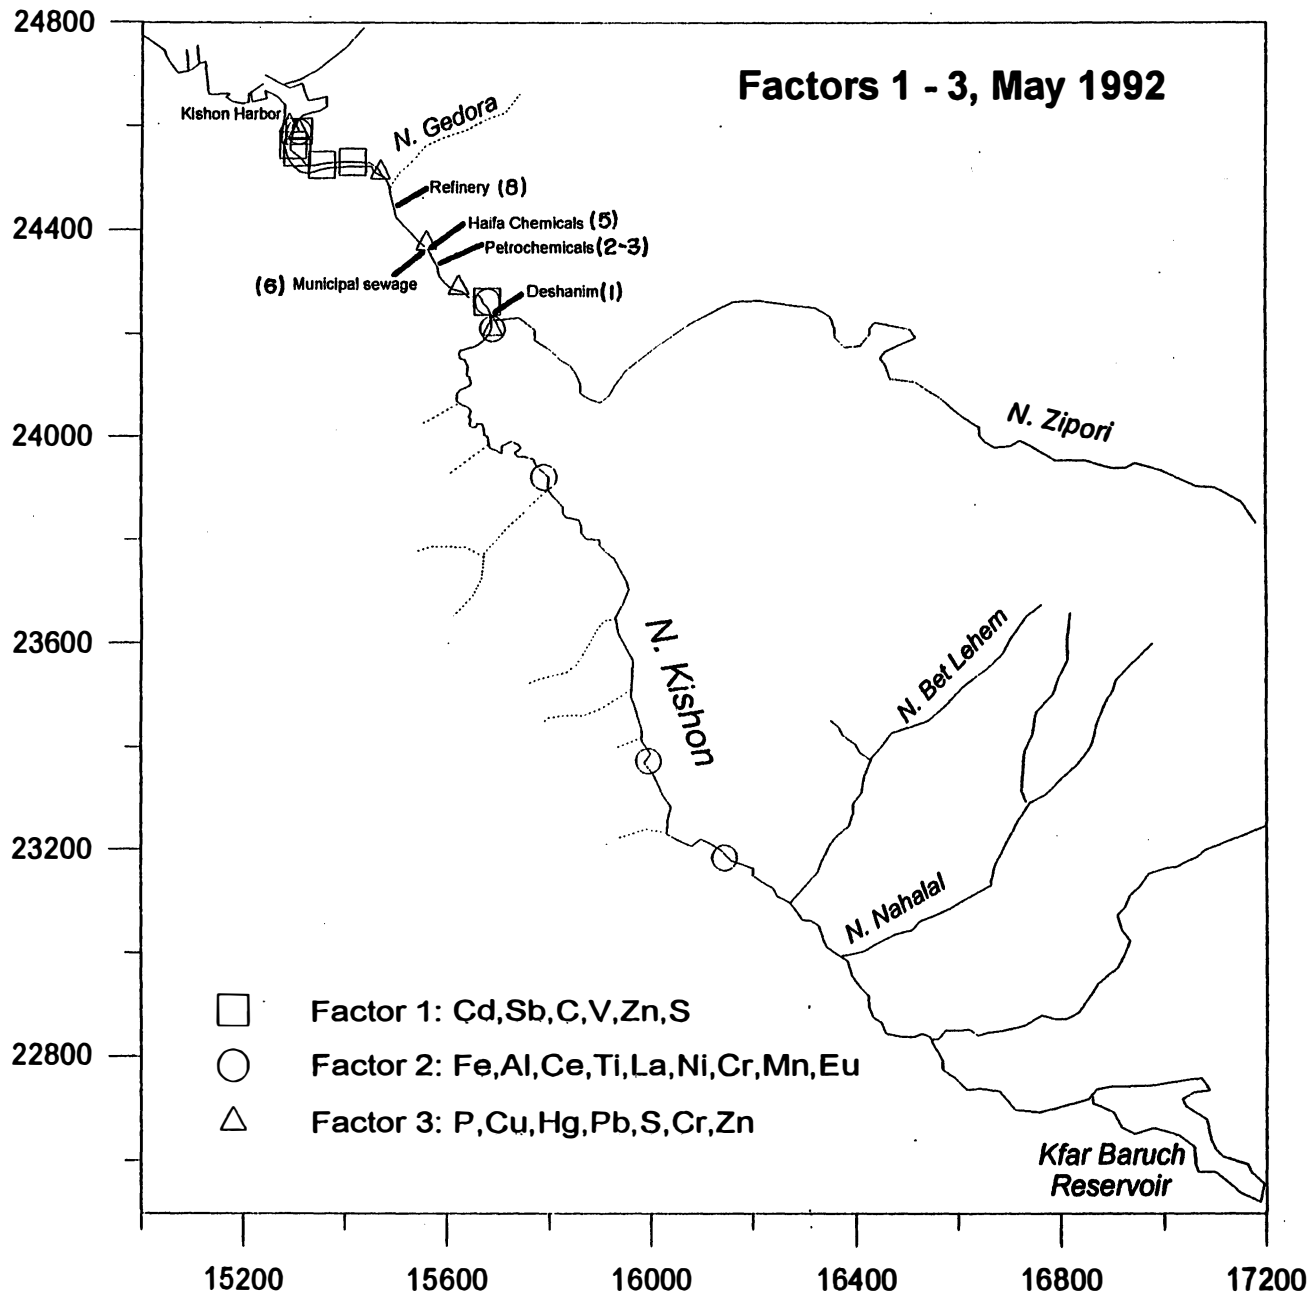 24800
Factors 1 - 3, May 1992
Kishon Harbor
N. Gedora
Refinery (8)
24400
Haifa Chemicals (5)
Petrochemicals (2-3)
(6) Municipal sewage
Deshanim (1)
24000
N. Zipori
23600
N. Kishon
N. Bet Lehem
23200
N. Nahalal
Factor 1: Cd,Sb,C,V,Zn,S
22800
Factor 2: Fe,Al,Ce,Ti,La,Ni,Cr,Mn,Eu
Factor 3: P,Cu,Hg,Pb,S,Cr,Zn
Kfar Baruch
Reservoir
15200
15600
16000
16400
16800
17200